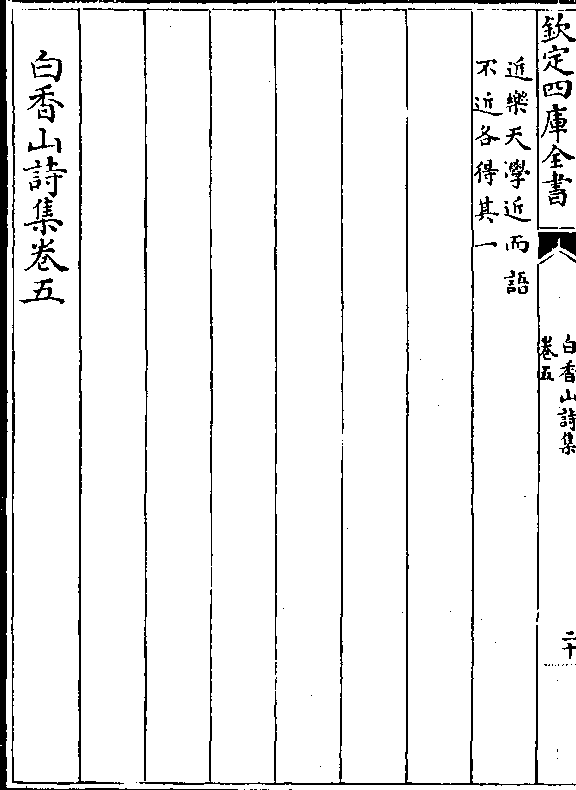 欽定四庫全書
白香山詩集
卷五
二十
近樂天學近而語
不近各得其一
白香山詩集卷五